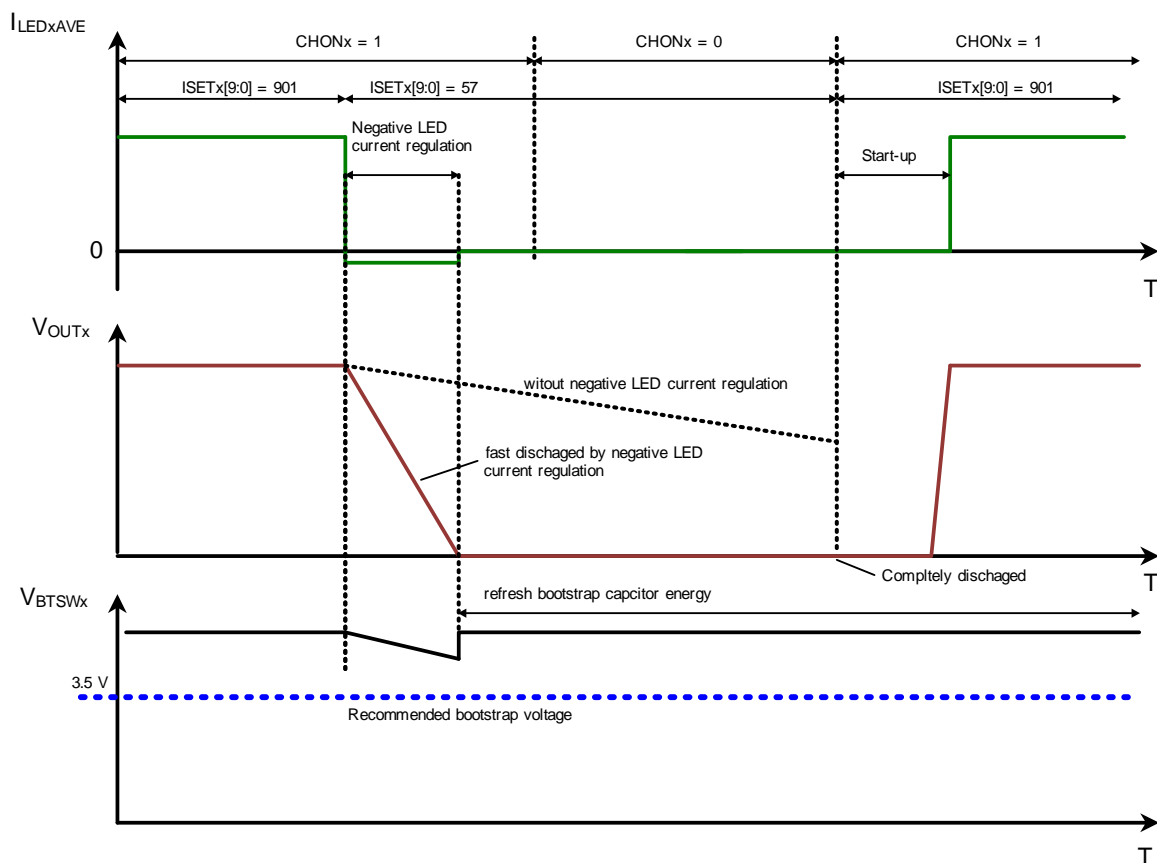 ILEDxAVE
CHONx = 1
CHONx = 0
CHONx = 1
ISETx[9:0] = 901
ISETx[9:0] = 57
ISETx[9:0] = 901
Negative LED
current regulation
Start-up
0
T
VOUTx
witout negative LED current regulation
fast dischaged by negative LED
current regulation
Compltely dischaged
T
VBTSWx
refresh bootstrap capcitor energy
3.5 V
Recommended bootstrap voltage
T